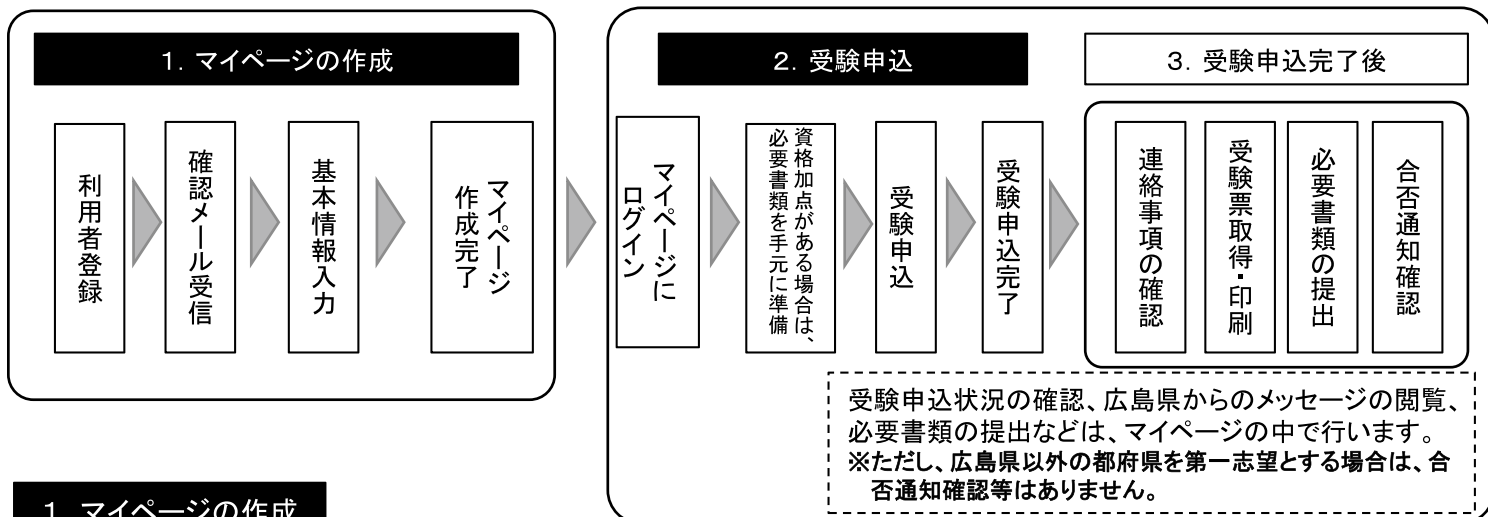 1．マイページの作成
利用者登録
確認メール受信
基本情報入力
マイページ
作成完了
2．受験申込
マイページに
ログイン
資格加点がある場合は、
必要書類を手元に準備
受験申込
受験申込完了
3．受験申込完了後
連絡事項の確認
受験票取得・印刷
必要書類の提出
合否通知確認
受験申込状況の確認、広島県からのメッセージの閲覧、
必要書類の提出などは、マイページの中で行います。
※ただし、広島県以外の都府県を第一志望とする場合は、合
否通知確認等はありません。
1．マイページの作成